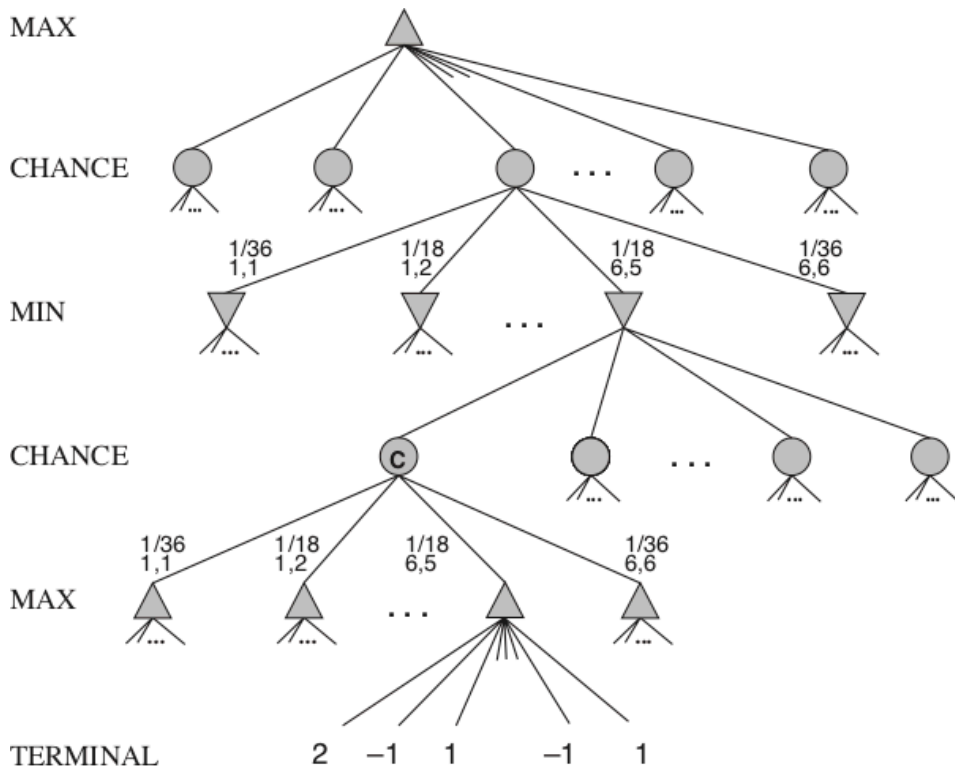 MAX
CHANCE
...
... ... ... ... ...
1/36 1/18 1/18 1/36
1,1 1,2 6,5 6,6
MIN
...
... ... ...
CHANCE
C
...
... ... ...
1/36 1/18 1/18 1/36
1,1 1,2 6,5 6,6
MAX
...
... ... ...
TERMINAL 2 –1 1 –1 1